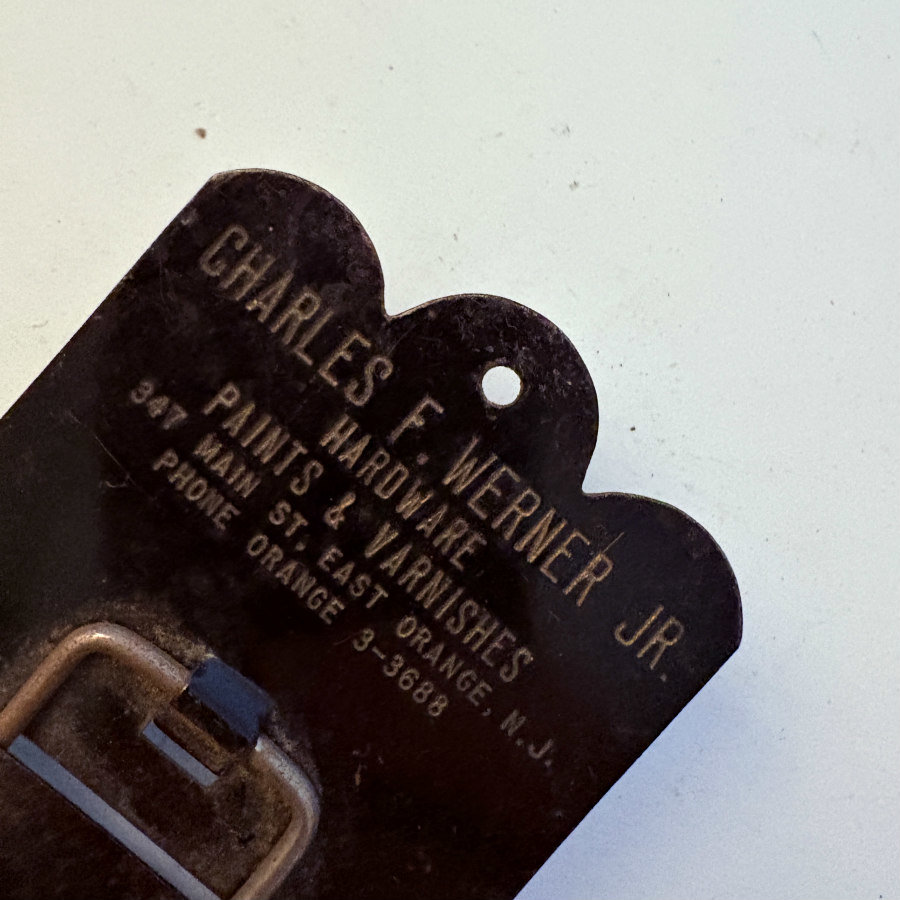 CHARLES F. WERNER JR.
HARDWARE
PAINTS & VARNISHES
347 MAIN ST, EAST ORANGE, N.J.
PHONE ORANGE 3-3688